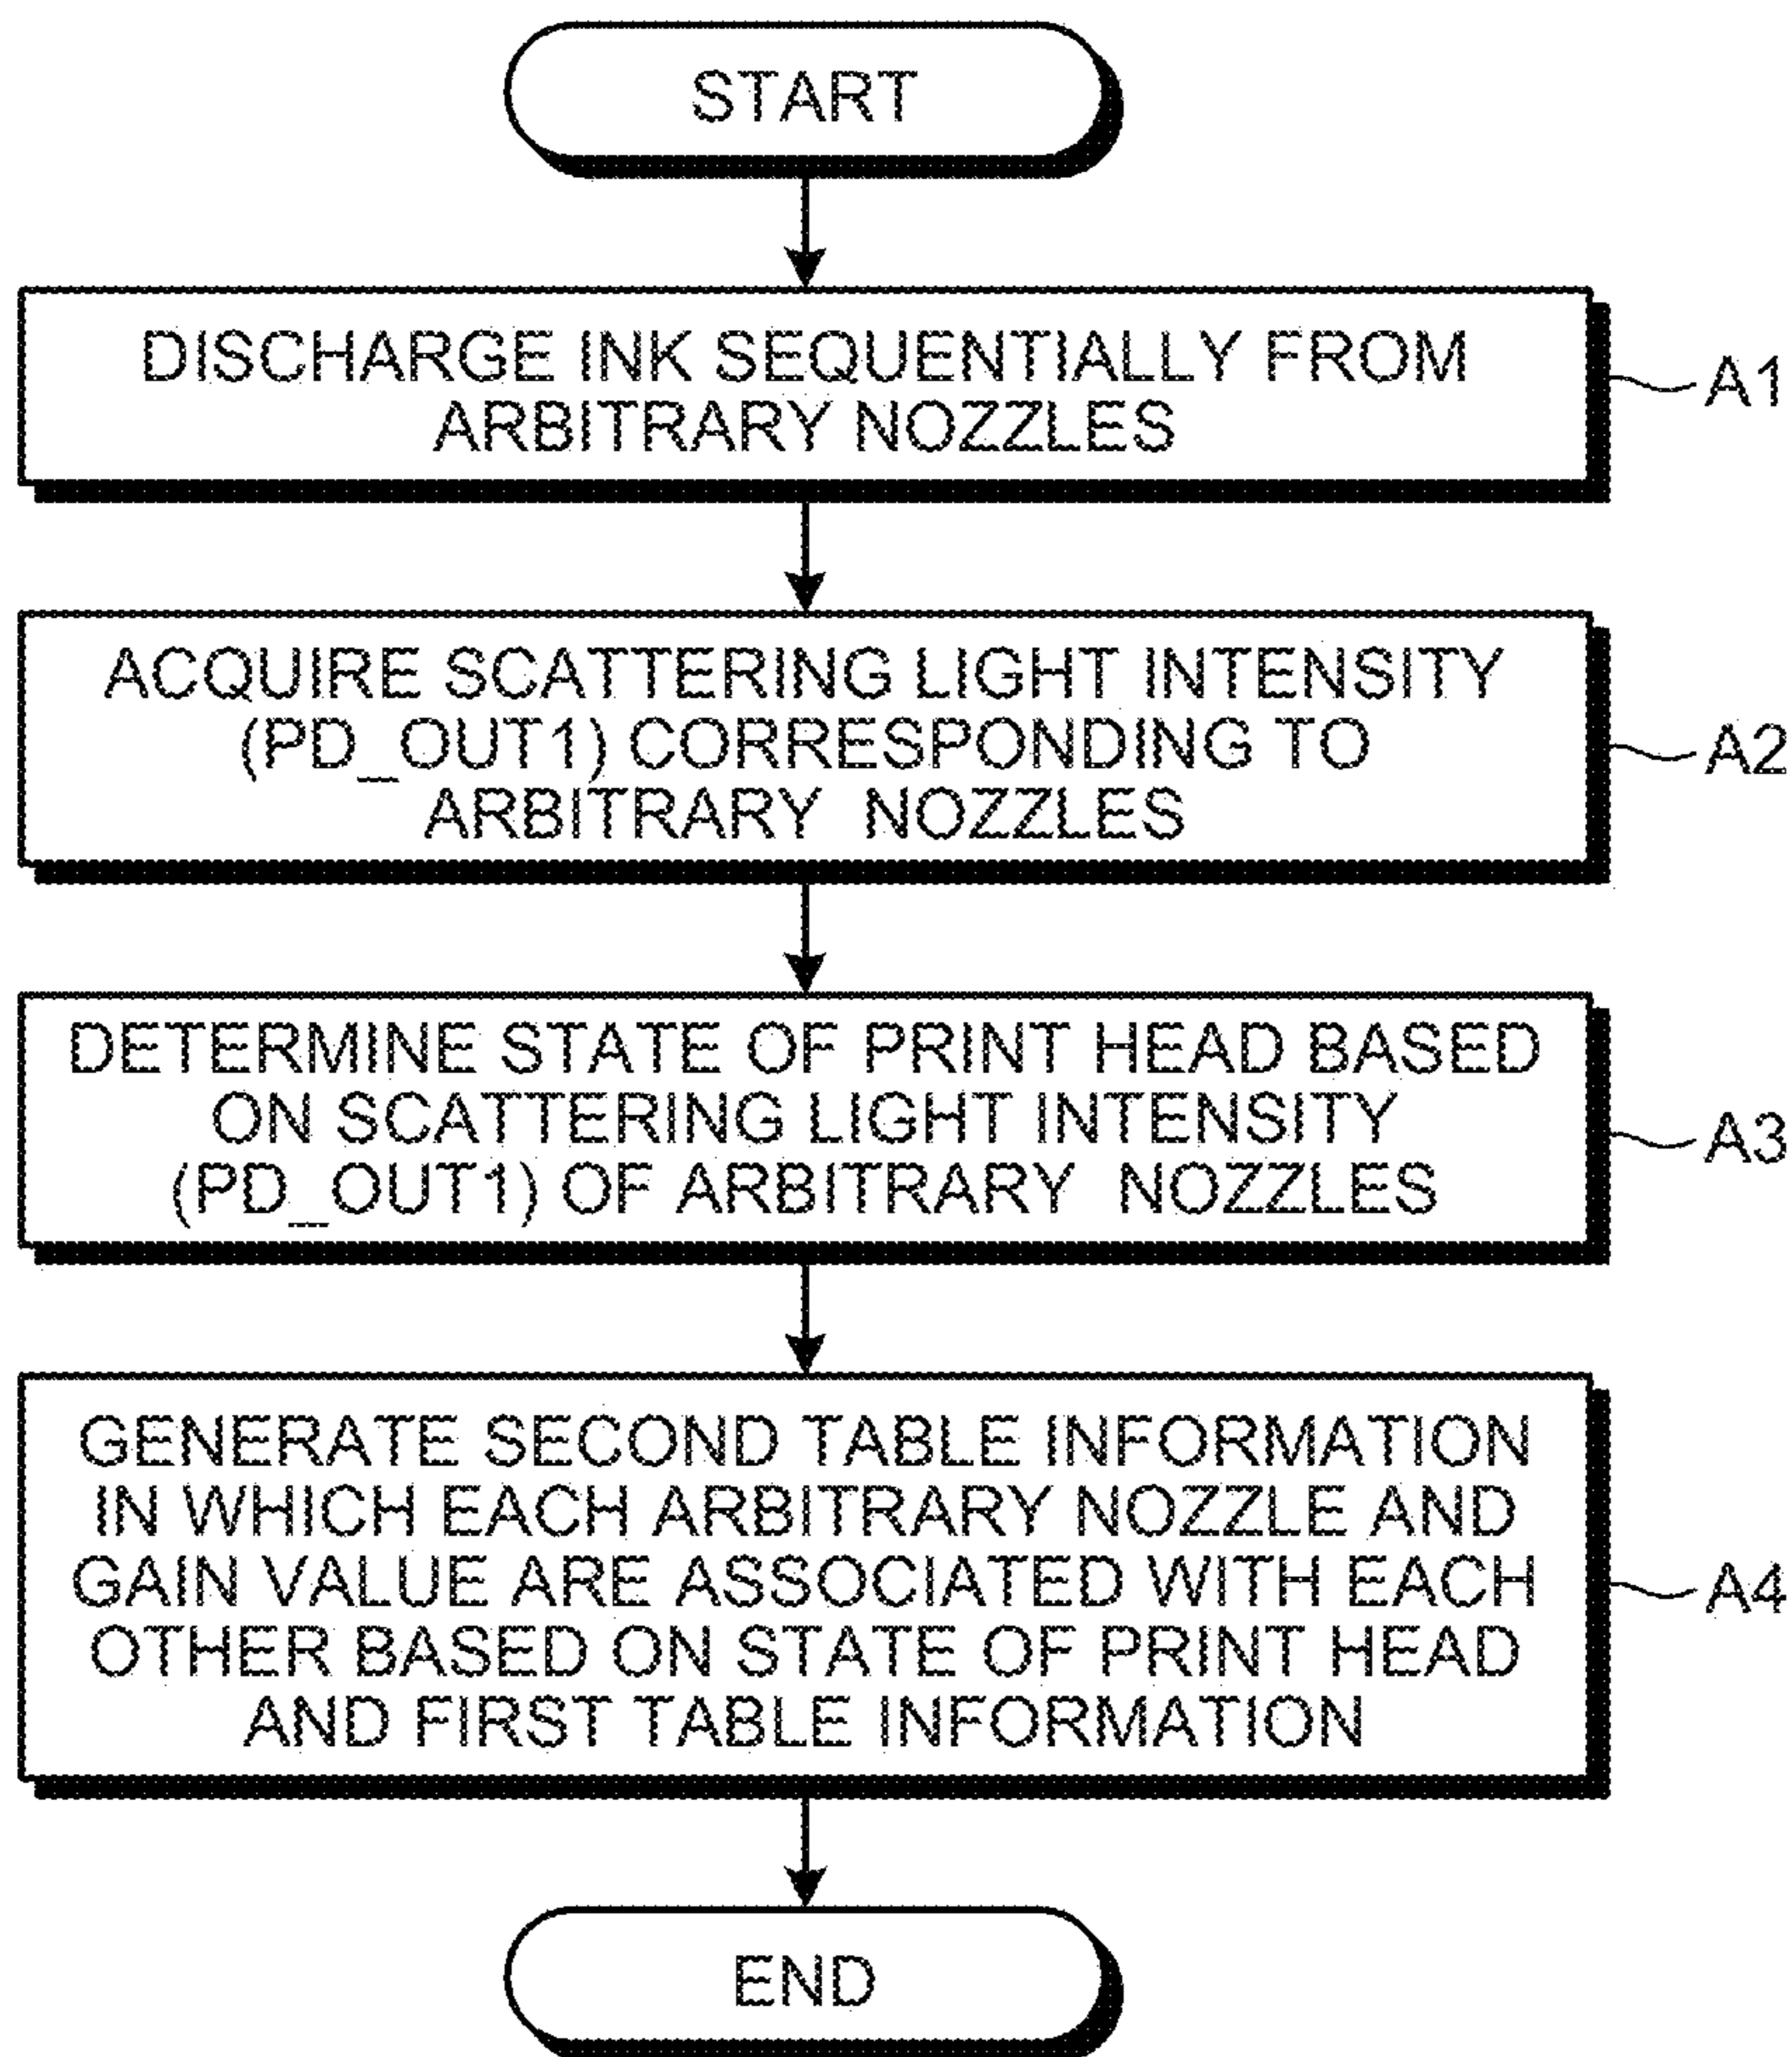 START
DISCHARGE INK SEQUENTIALLY FROM
ARBITRARY NOZZLES
A1
ACQUIRE SCATTERING LIGHT INTENSITY
(PD_OUT1) CORRESPONDING TO
ARBITRARY NOZZLES
A2
DETERMINE STATE OF PRINT HEAD BASED
ON SCATTERING LIGHT INTENSITY
(PD_OUT1) OF ARBITRARY NOZZLES
A3
GENERATE SECOND TABLE INFORMATION
IN WHICH EACH ARBITRARY NOZZLE AND
GAIN VALUE ARE ASSOCIATED WITH EACH
OTHER BASED ON STATE OF PRINT HEAD
AND FIRST TABLE INFORMATION
A4
END